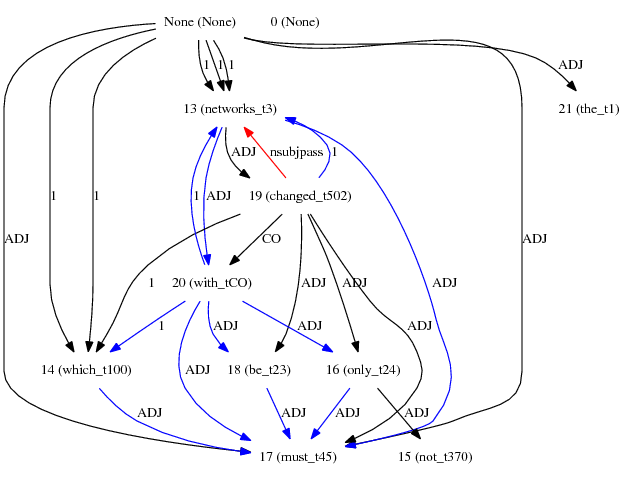 None (None) 0 (None)
ADJ
1 1 1
13 (networks_t3) 21 (the_t1)
ADJ nsubjpass 1
1 1 1 ADJ 19 (changed_t502)
ADJ CO ADJ
1 20 (with_tCO) ADJ ADJ ADJ
1 ADJ ADJ ADJ
14 (which_t100) ADJ 18 (be_t23) 16 (only_t24)
ADJ ADJ ADJ ADJ
17 (must_t45) 15 (not_t370)